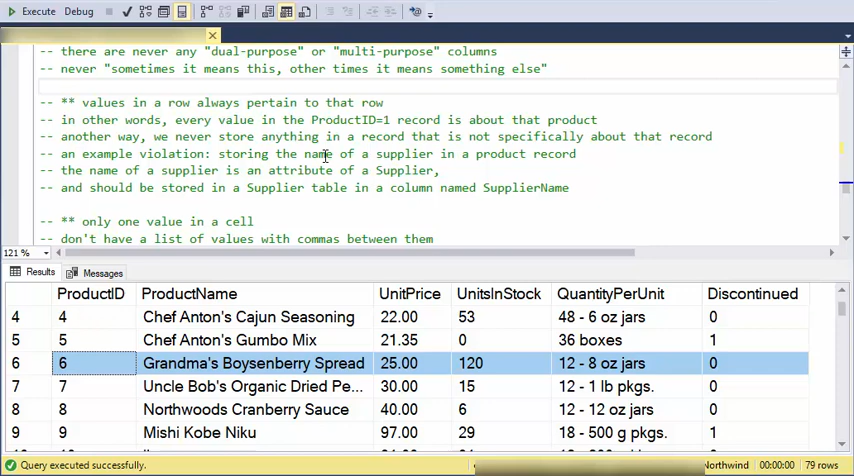 Execute Debug
-- there are never any "dual-purpose" or "multi-purpose" columns
-- never "sometimes it means this, other times it means something else"
-- ** values in a row always pertain to that row
-- in other words, every value in the ProductID=1 record is about that product
-- another way, we never store anything in a record that is not specifically about that record
-- an example violation: storing the name of a supplier in a product record
-- the name of a supplier is an attribute of a Supplier,
-- and should be stored in a Supplier table in a column named SupplierName
-- ** only one value in a cell
-- don't have a list of values with commas between them
121 %
Results Messages
ProductID ProductName UnitPrice UnitsInStock QuantityPerUnit Discontinued
4 4 Chef Anton's Cajun Seasoning 22.00 53 48 - 6 oz jars 0
5 5 Chef Anton's Gumbo Mix 21.35 0 36 boxes 1
6 6 Grandma's Boysenberry Spread 25.00 120 12 - 8 oz jars 0
7 7 Uncle Bob's Organic Dried Pe... 30.00 15 12 - 1 lb pkgs. 0
8 8 Northwoods Cranberry Sauce 40.00 6 12 - 12 oz jars 0
9 9 Mishi Kobe Niku 97.00 29 18 - 500 g pkgs. 1
Query executed successfully. Northwind 00:00:00 79 rows